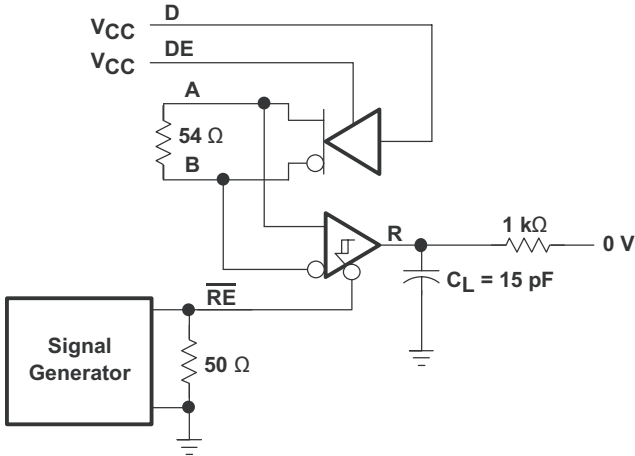 VCC D
VCC DE
A
54 Ω
B
R
1 kΩ
0 V
CL = 15 pF
RE
Signal
Generator
50 Ω